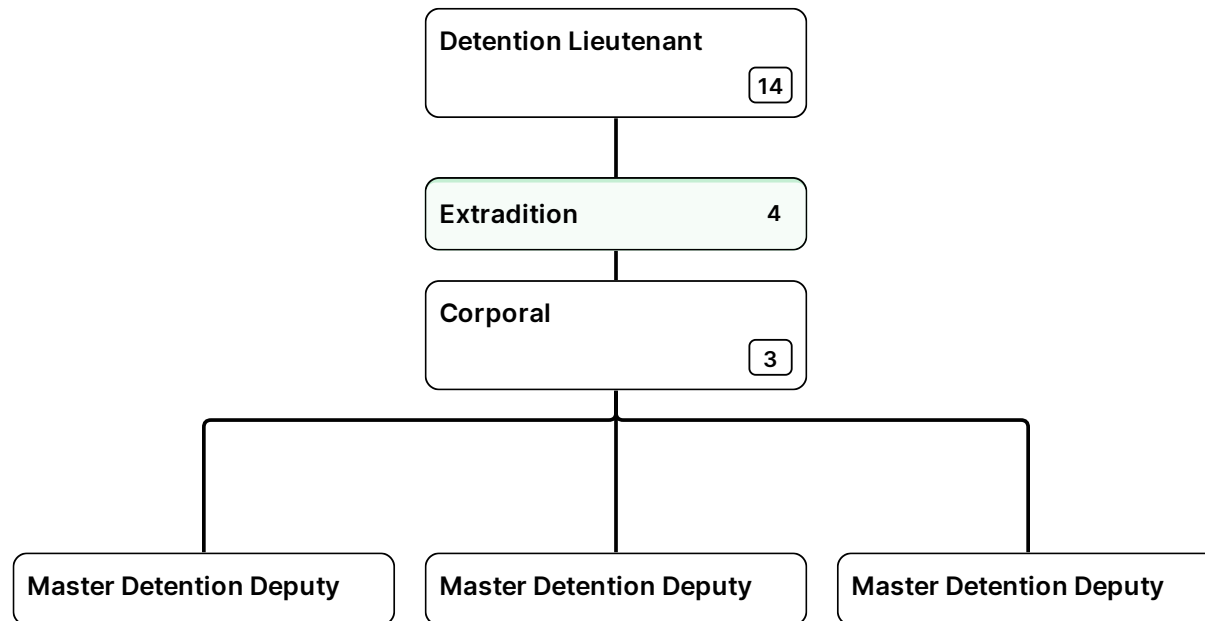 Detention Lieutenant
14
Extradition 4
Corporal
3
Master Detention Deputy Master Detention Deputy Master Detention Deputy